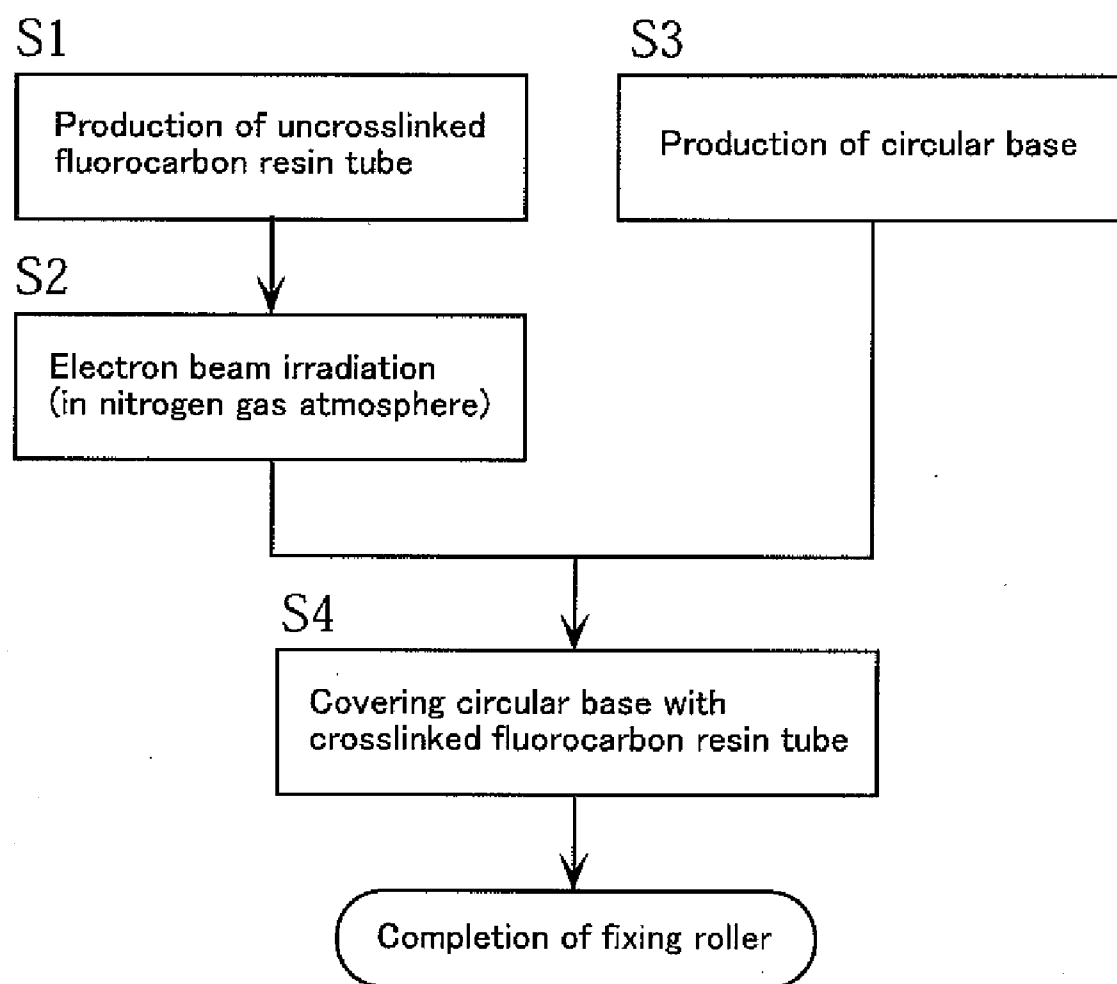 S1
Production of uncrosslinked
fluorocarbon resin tube
S3
Production of circular base
S2
Electron beam irradiation
(in nitrogen gas atmosphere)
S4
Covering circular base with
crosslinked fluorocarbon resin tube
Completion of fixing roller